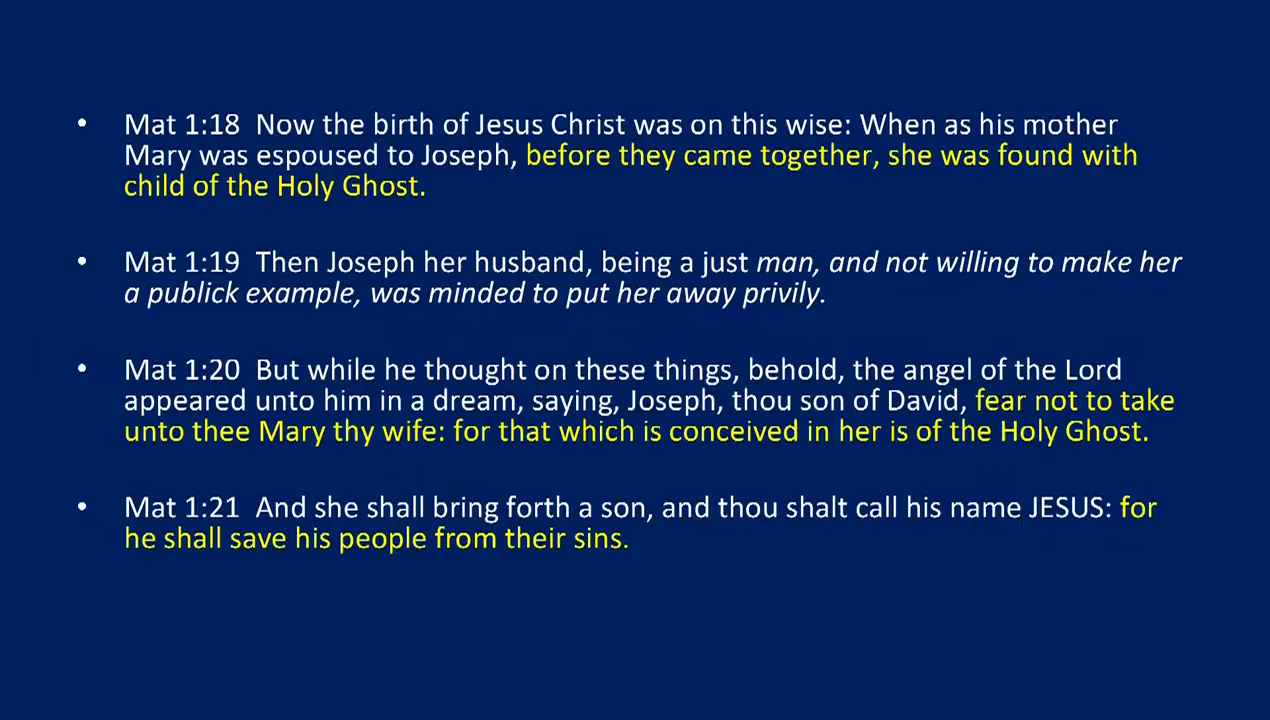 • Mat 1:18  Now the birth of Jesus Christ was on this wise: When as his mother
Mary was espoused to Joseph, before they came together, she was found with
child of the Holy Ghost.
• Mat 1:19  Then Joseph her husband, being a just man, and not willing to make her
a publick example, was minded to put her away privily.
• Mat 1:20  But while he thought on these things, behold, the angel of the Lord
appeared unto him in a dream, saying, Joseph, thou son of David, fear not to take
unto thee Mary thy wife: for that which is conceived in her is of the Holy Ghost.
• Mat 1:21  And she shall bring forth a son, and thou shalt call his name JESUS: for
he shall save his people from their sins.